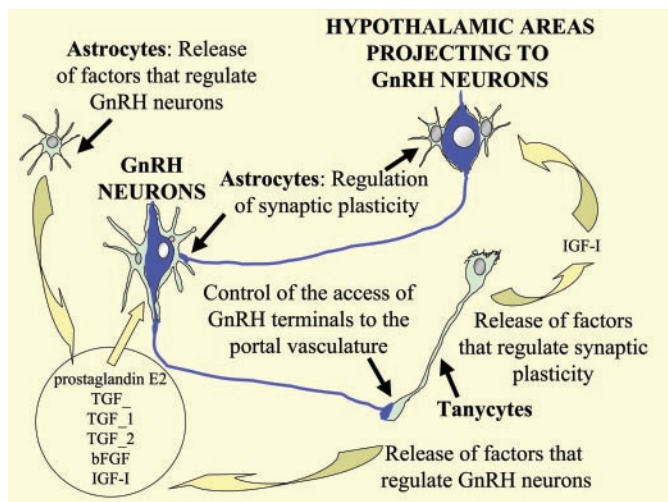 Astrocytes: Release
of factors that regulate
GnRH neurons
HYPOTHALAMIC AREAS
PROJECTING TO
GnRH NEURONS
GnRH
NEURONS
Astrocytes: Regulation
of synaptic plasticity
IGF-I
Control of the access of
GnRH terminals to the
portal vasculature
Release of factors
that regulate synaptic
plasticity
Tanycytes
prostaglandin E2
TGF_
TGF_1
TGF_2
bFGF
IGF-I
Release of factors that
regulate GnRH neurons